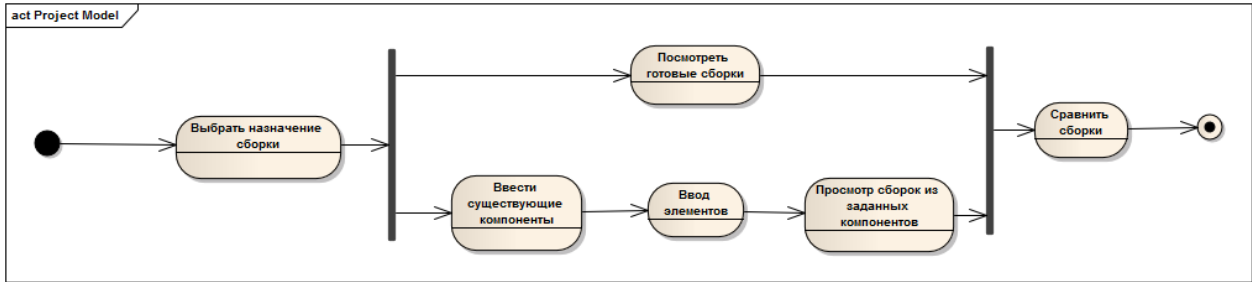 act Project Model
Посмотреть
готовые сборки
Выбрать назначение
сборки
Сравнить
сборки
Ввести
существующие
компоненты
Ввод
элементов
Просмотр сборок из
заданных
компонентов